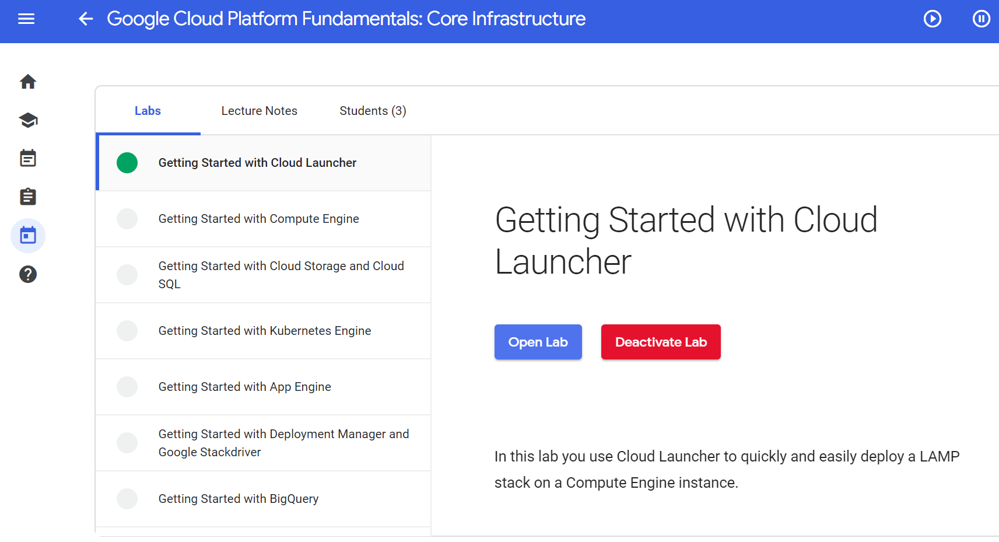 Google Cloud Platform Fundamentals: Core Infrastructure
Labs
Lecture Notes
Students (3)
Getting Started with Cloud Launcher
Getting Started with Compute Engine
Getting Started with Cloud Storage and Cloud
SQL
Getting Started with Kubernetes Engine
Getting Started with App Engine
Getting Started with Deployment Manager and
Google Stackdriver
Getting Started with BigQuery
Getting Started with Cloud
Launcher
Open Lab
Deactivate Lab
In this lab you use Cloud Launcher to quickly and easily deploy a LAMP
stack on a Compute Engine instance.